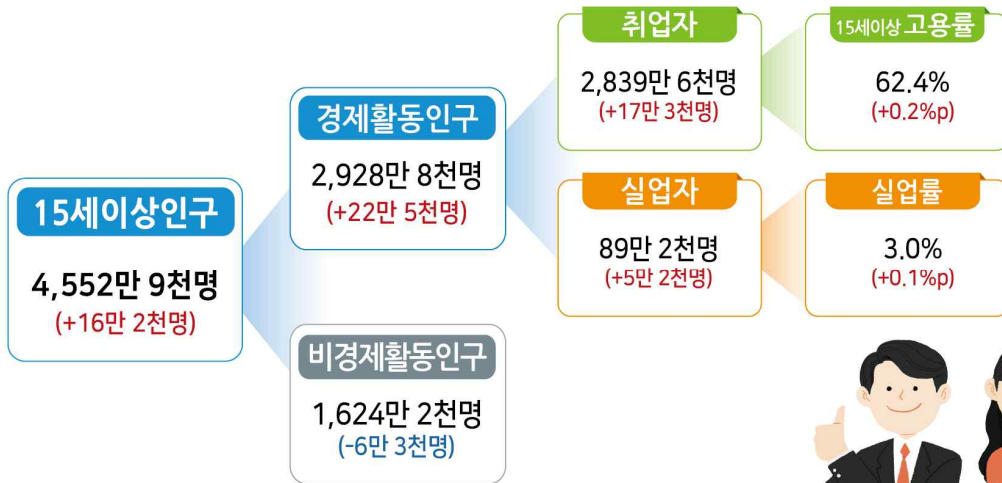 15세이상인구
4,552만 9천명
(+16만 2천명)
경제활동인구
2,928만 8천명
(+22만 5천명)
비경제활동인구
1,624만 2천명
(-6만 3천명)
취업자
2,839만 6천명
(+17만 3천명)
15세이상 고용률
62.4%
(+0.2%p)
실업자
89만 2천명
(+5만 2천명)
실업률
3.0%
(+0.1%p)